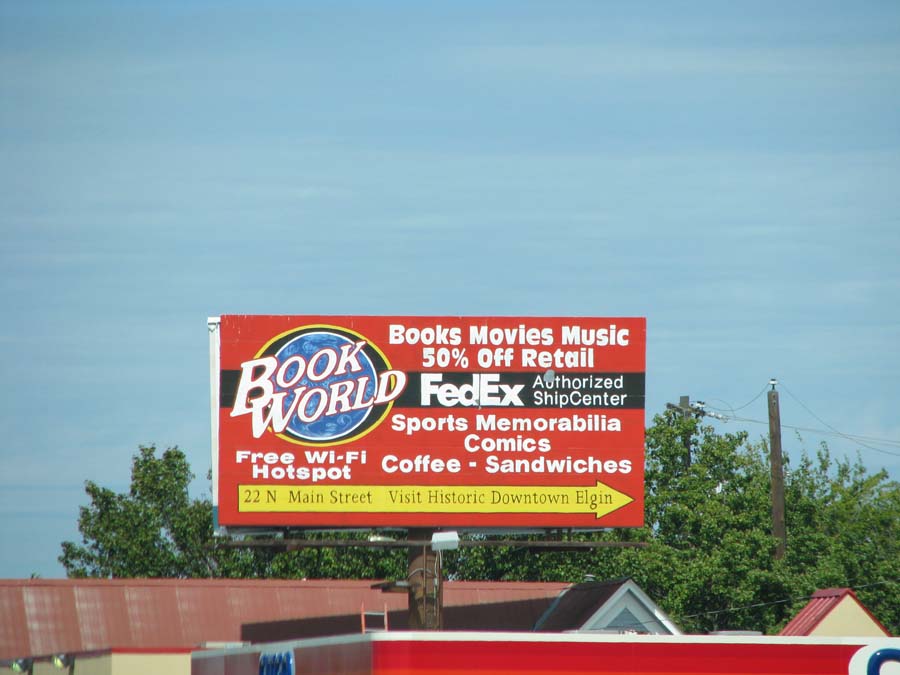 BOOK
WORLD
Books Movies Music
50% Off Retail
FedEx
Authorized
ShipCenter
Sports Memorabilia
Comics
Coffee - Sandwiches
Free Wi-Fi
Hotspot
22 N Main Street Visit Historic Downtown Elgin